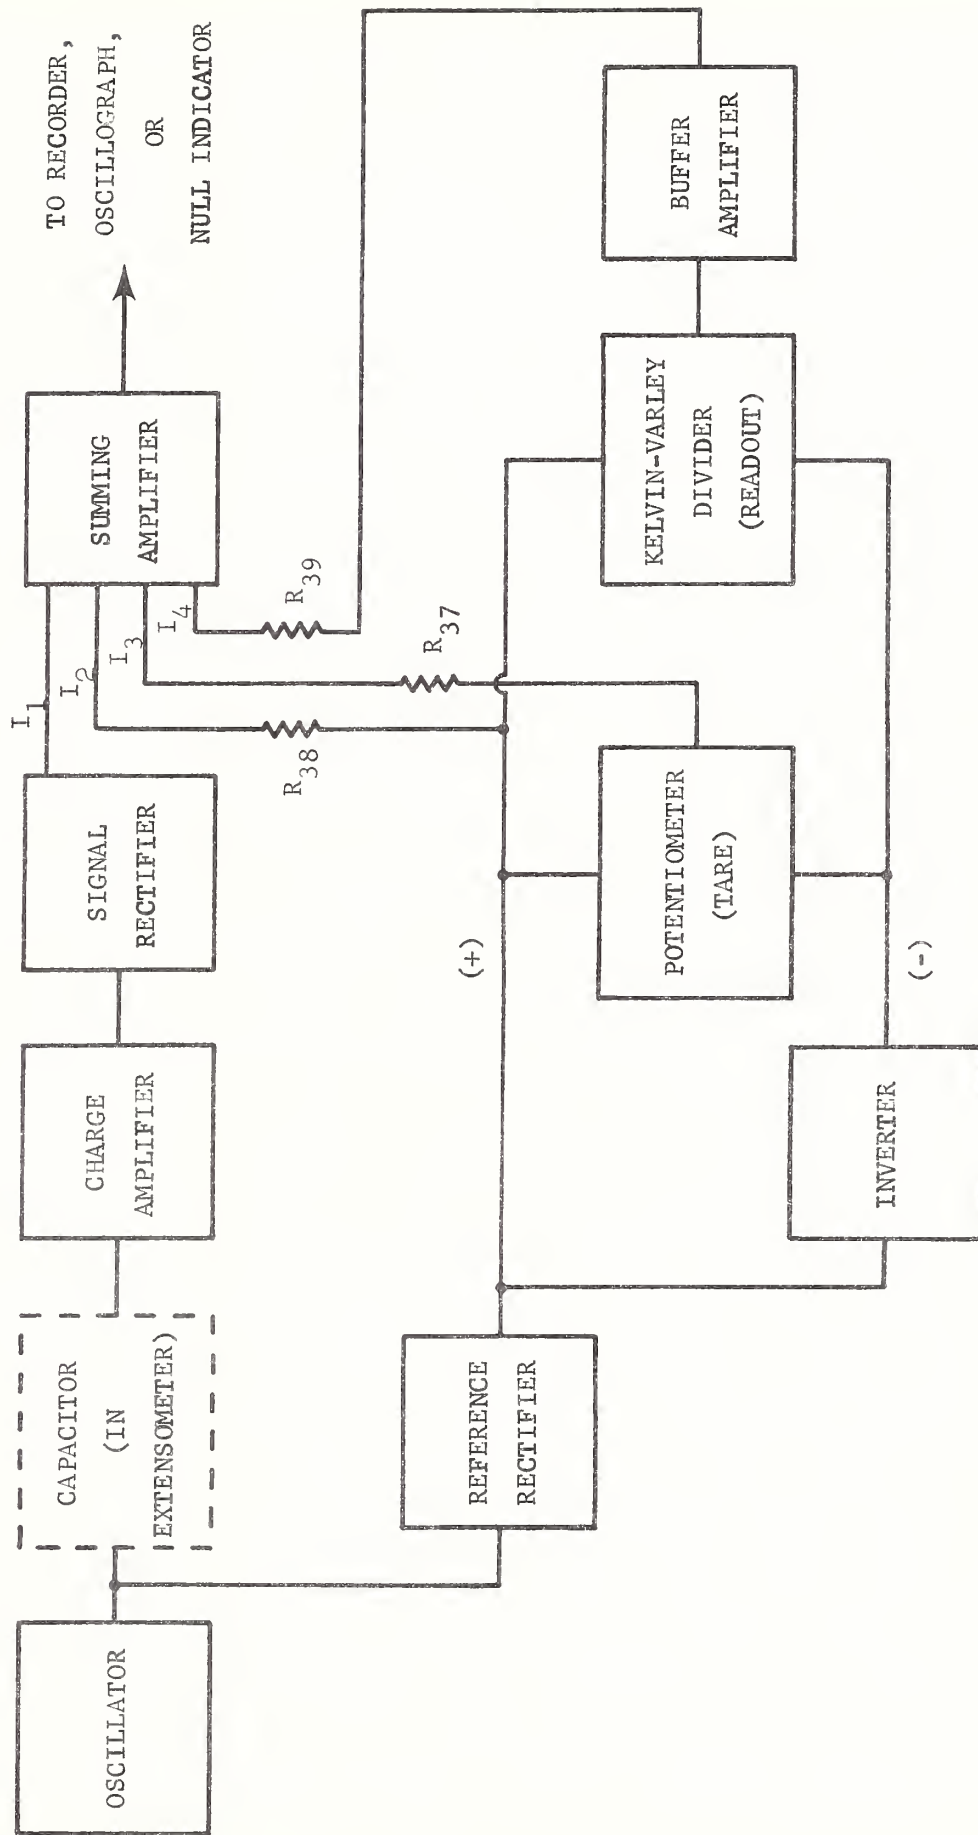 OSCILLATOR
CAPACITOR
(IN
EXTENSOMETER)
CHARGE
AMPLIFIER
SIGNAL
RECTIFIER
I1
I2
I3
I4
SUMMING
AMPLIFIER
TO RECORDER,
OSCILLOGRAPH,
OR
NULL INDICATOR
R38
R37
R39
REFERENCE
RECTIFIER
(+)
INVERTER
(-)
POTENTIOMETER
(TARE)
KELVIN-VARLEY
DIVIDER
(READOUT)
BUFFER
AMPLIFIER